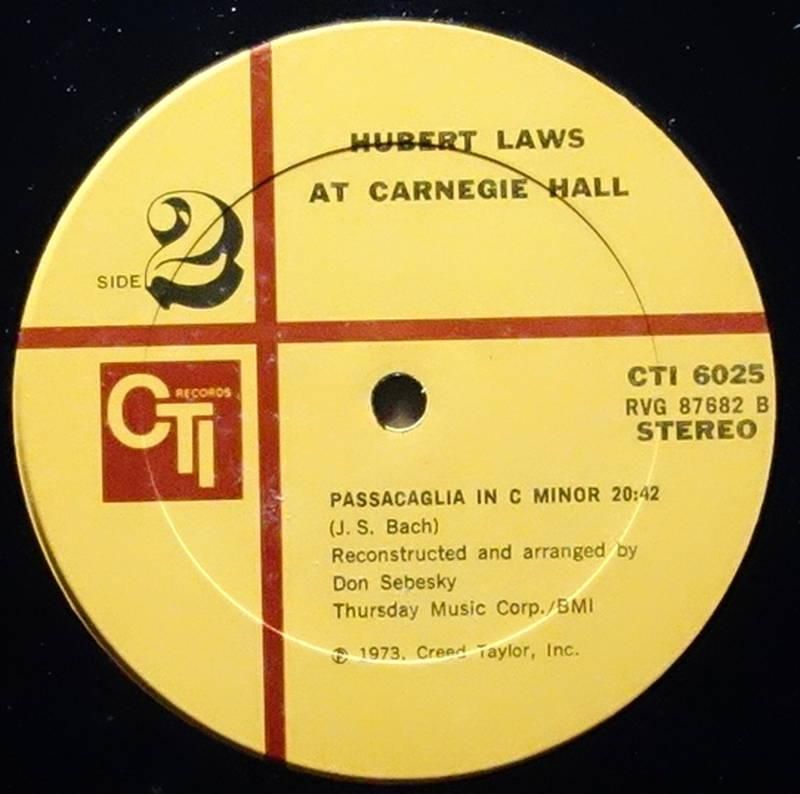 HUBERT LAWS
AT CARNEGIE HALL
SIDE 2
CTI RECORDS
CTI 6025
RVG 87682 B
STEREO
PASSACAGLIA IN C MINOR 20:42
(J. S. Bach)
Reconstructed and arranged by
Don Sebesky
Thursday Music Corp./BMI
℗ 1973, Creed Taylor, Inc.